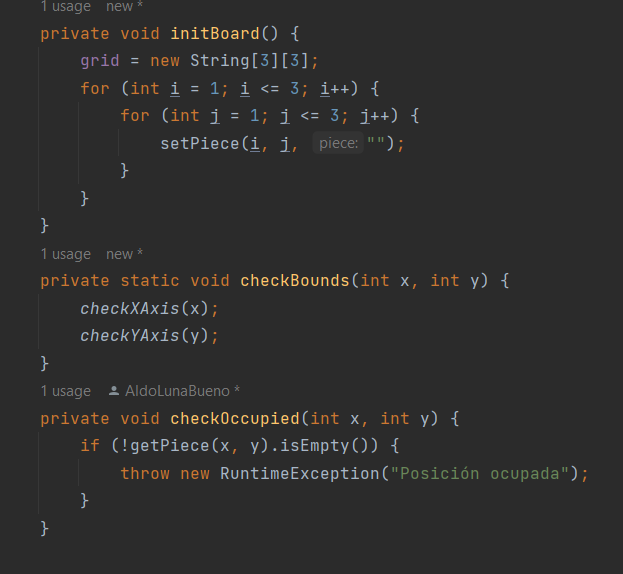 1 usage   new *
private void initBoard() {
    grid = new String[3][3];
    for (int i = 1; i <= 3; i++) {
        for (int j = 1; j <= 3; j++) {
            setPiece(i, j, piece: "");
        }
    }
}
1 usage   new *
private static void checkBounds(int x, int y) {
    checkXAxis(x);
    checkYAxis(y);
}
1 usage   AldoLunaBueno *
private void checkOccupied(int x, int y) {
    if (!getPiece(x, y).isEmpty()) {
        throw new RuntimeException("Posición ocupada");
    }
}